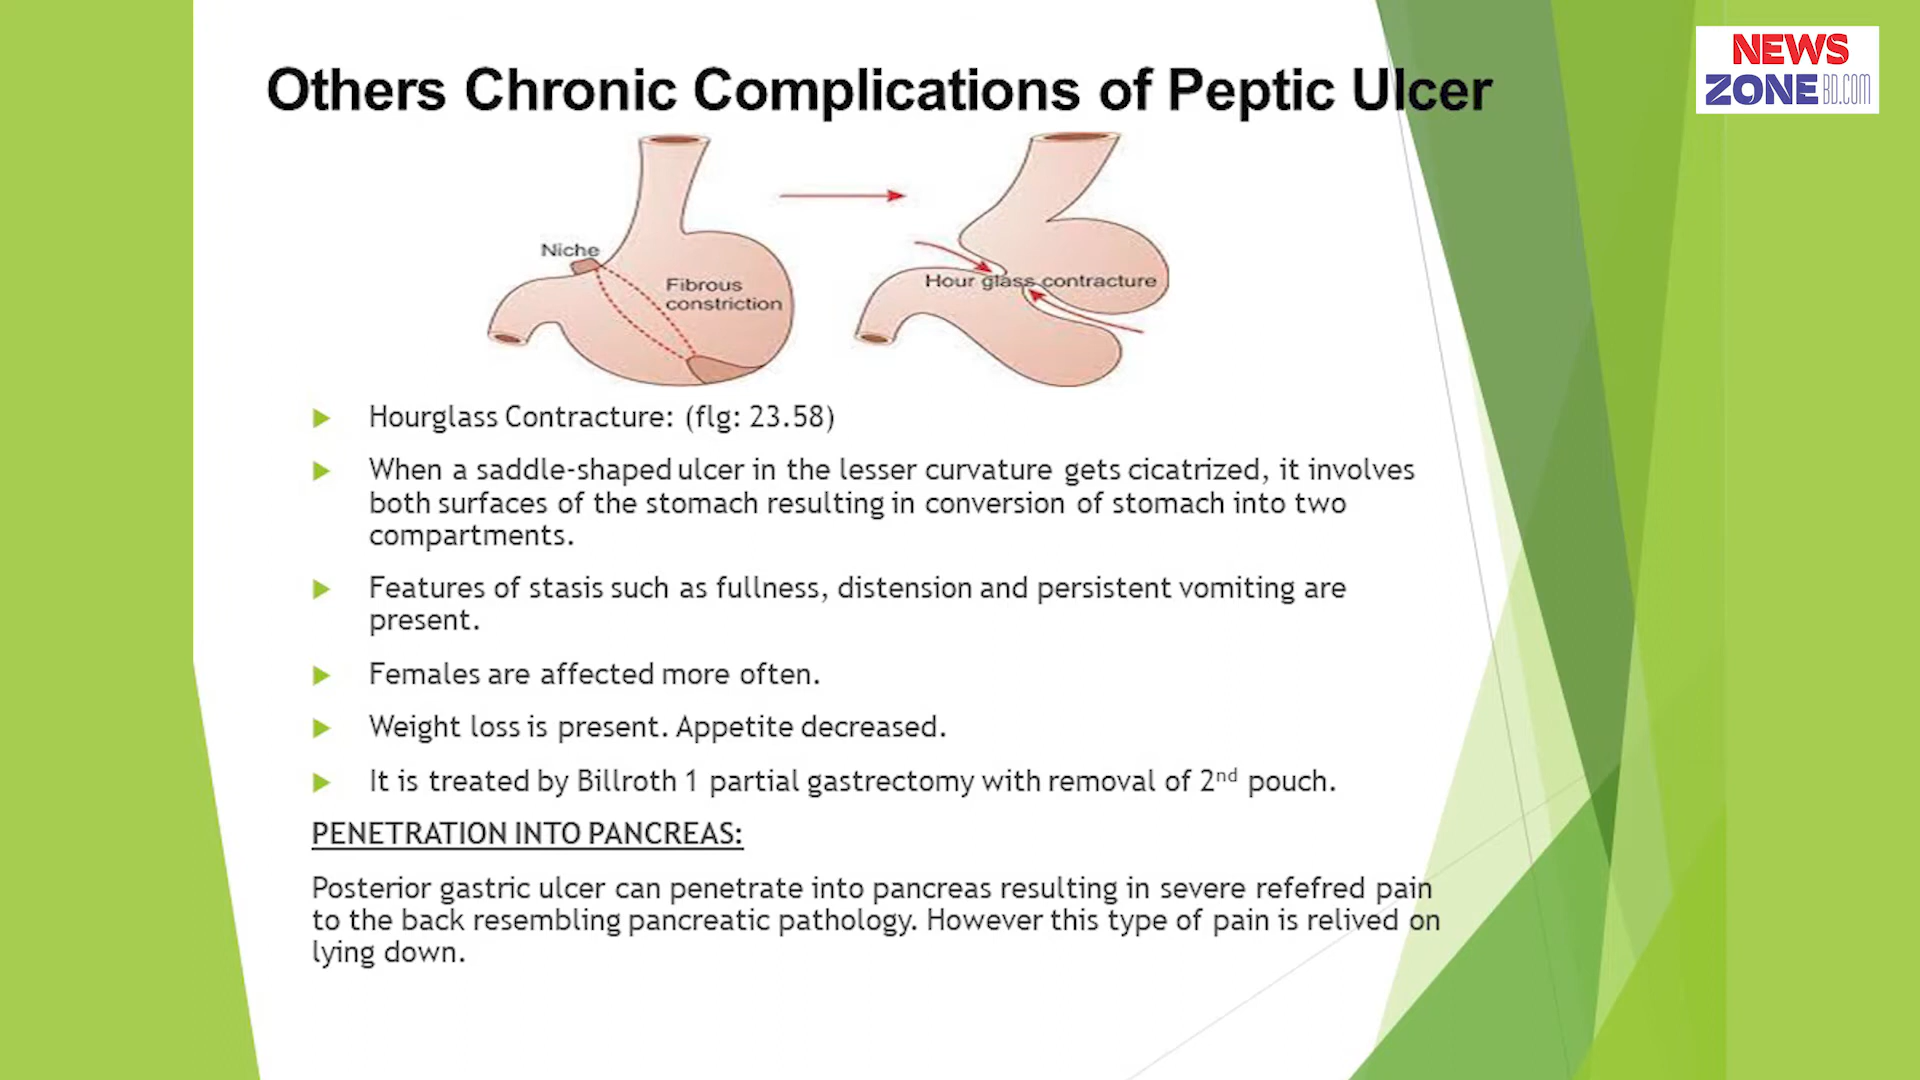 Others Chronic Complications of Peptic Ulcer
NEWS
ZONE BD.COM
Niche
Fibrous
constriction
Hour glass contracture
Hourglass Contracture: (flg: 23.58)
When a saddle-shaped ulcer in the lesser curvature gets cicatrized, it involves
both surfaces of the stomach resulting in conversion of stomach into two
compartments.
Features of stasis such as fullness, distension and persistent vomiting are
present.
Females are affected more often.
Weight loss is present. Appetite decreased.
It is treated by Billroth 1 partial gastrectomy with removal of 2nd pouch.
PENETRATION INTO PANCREAS:
Posterior gastric ulcer can penetrate into pancreas resulting in severe refefred pain
to the back resembling pancreatic pathology. However this type of pain is relived on
lying down.